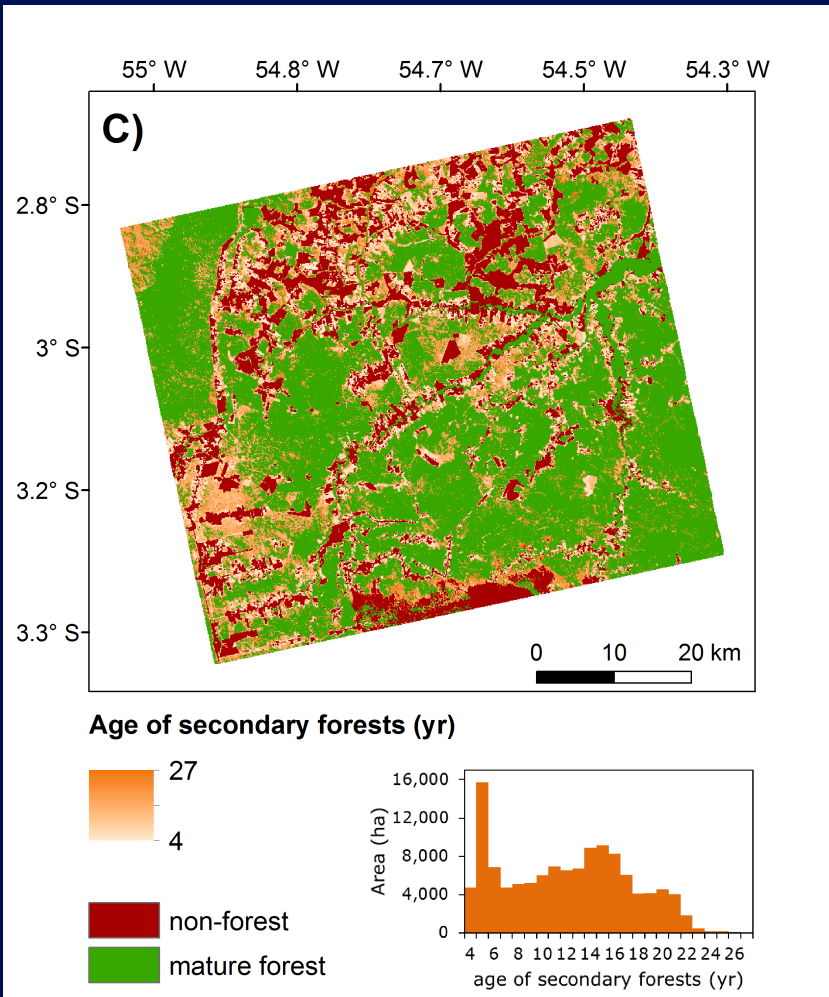 55° W 54.8° W 54.7° W 54.5° W 54.3° W
C)
2.8° S
3° S
3.2° S
3.3° S
0 10 20 km
Age of secondary forests (yr)
27
4
non-forest
mature forest
Area (ha)
16,000
12,000
8,000
4,000
0
4 6 8 10 12 14 16 18 20 22 24 26
age of secondary forests (yr)